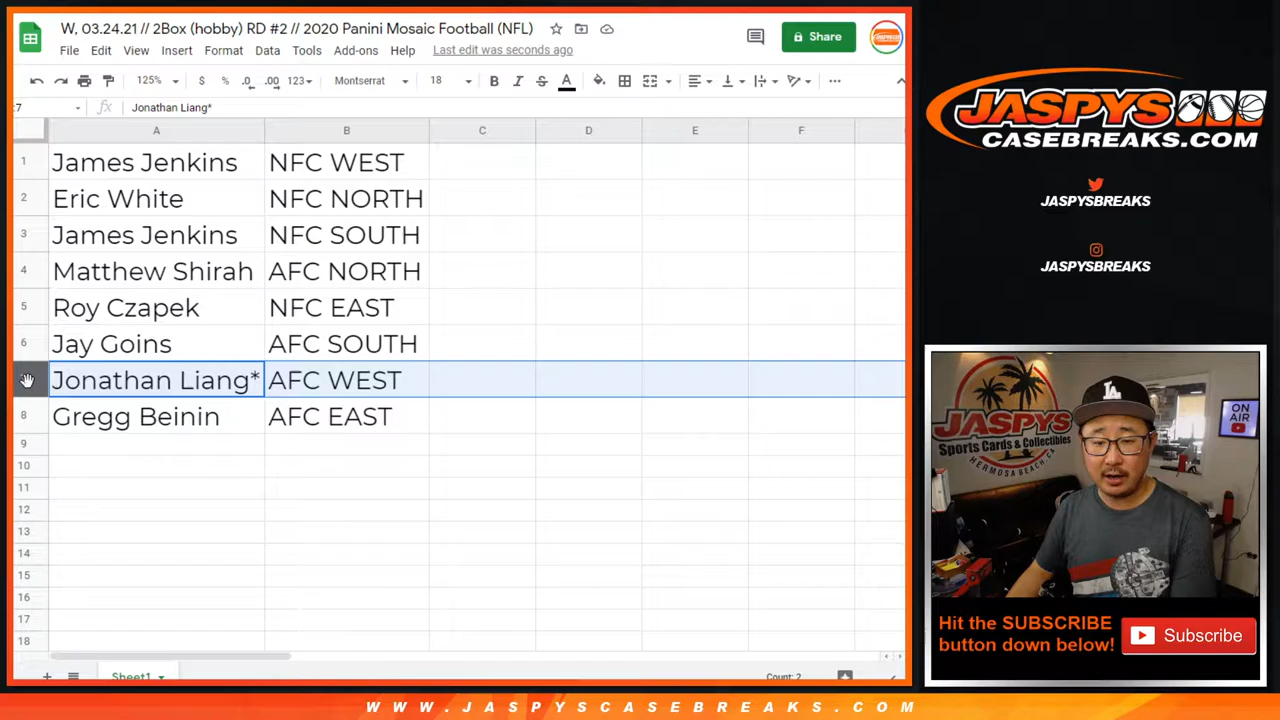 W, 03.24.21 // 2Box (hobby) RD #2 // 2020 Panini Mosaic Football (NFL)
File Edit View Insert Format Data Tools Add-ons Help Last edit was seconds ago
Share
125% $ % .0 .00 123 Montserrat 18 B I S A
7 fx Jonathan Liang*
A B C D E F
1 James Jenkins NFC WEST
2 Eric White NFC NORTH
3 James Jenkins NFC SOUTH
4 Matthew Shirah AFC NORTH
5 Roy Czapek NFC EAST
6 Jay Goins AFC SOUTH
Jonathan Liang* AFC WEST
8 Gregg Beinin AFC EAST
9
10
11
12
13
14
15
16
17
18
Sheet1
Count: 2
JASPYS
CASEBREAKS.COM
JASPYSBREAKS
JASPYSBREAKS
JASPYS
Sports Cards & Collectibles
HERMOSA BEACH, CA
LA
ON
AIR
Hit the SUBSCRIBE
button down below!
Subscribe
WWW.JASPYSCASEBREAKS.COM